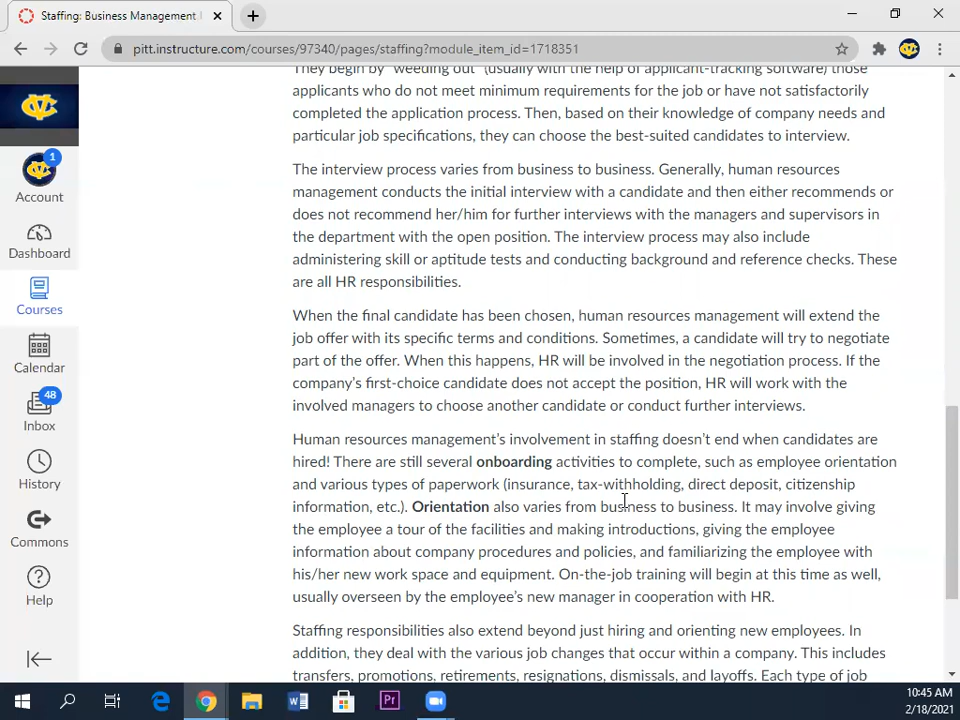 Staffing: Business Management
pitt.instructure.com/courses/97340/pages/staffing?module_item_id=1718351
They begin by "weeding out" (usually with the help of applicant-tracking software) those
applicants who do not meet minimum requirements for the job or have not satisfactorily
completed the application process. Then, based on their knowledge of company needs and
particular job specifications, they can choose the best-suited candidates to interview.
The interview process varies from business to business. Generally, human resources
management conducts the initial interview with a candidate and then either recommends or
does not recommend her/him for further interviews with the managers and supervisors in
the department with the open position. The interview process may also include
administering skill or aptitude tests and conducting background and reference checks. These
are all HR responsibilities.
When the final candidate has been chosen, human resources management will extend the
job offer with its specific terms and conditions. Sometimes, a candidate will try to negotiate
part of the offer. When this happens, HR will be involved in the negotiation process. If the
company's first-choice candidate does not accept the position, HR will work with the
involved managers to choose another candidate or conduct further interviews.
Human resources management's involvement in staffing doesn't end when candidates are
hired! There are still several onboarding activities to complete, such as employee orientation
and various types of paperwork (insurance, tax-withholding, direct deposit, citizenship
information, etc.). Orientation also varies from business to business. It may involve giving
the employee a tour of the facilities and making introductions, giving the employee
information about company procedures and policies, and familiarizing the employee with
his/her new work space and equipment. On-the-job training will begin at this time as well,
usually overseen by the employee's new manager in cooperation with HR.
Staffing responsibilities also extend beyond just hiring and orienting new employees. In
addition, they deal with the various job changes that occur within a company. This includes
transfers, promotions, retirements, resignations, dismissals, and layoffs. Each type of job
1
Account
Dashboard
Courses
Calendar
48
Inbox
History
Commons
Help
Pr
10:45 AM
2/18/2021